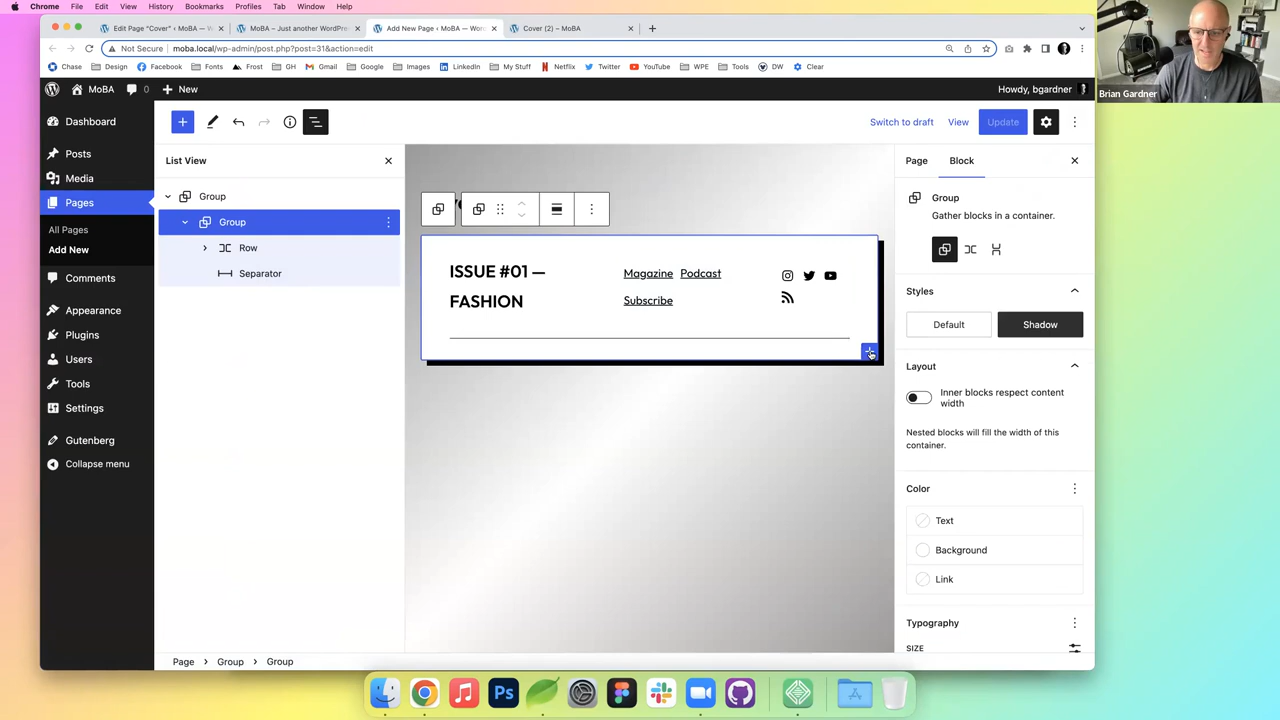 Chrome File Edit View History Bookmarks Profiles Tab Window Help
Edit Page “Cover” ‹ MoBA — W
MoBA – Just another WordPres
Add New Page ‹ MoBA — Wor
Cover (2) – MoBA
Not Secure moba.local/wp-admin/post.php?post=31&action=edit
Chase Design Facebook Fonts Frost Gmail Google Images LinkedIn My Stuff Netflix Twitter YouTube WPE Tools DW Clear
Brian Gardner
MoBA 0 New
Howdy, bgardner
Dashboard
Posts
Media
Pages
All Pages
Add New
Comments
Appearance
Plugins
Users
Tools
Settings
Gutenberg
Collapse menu
Switch to draft View Update
List View
Group
Group
Row
Separator
ISSUE #01 —
FASHION
Magazine Podcast
Subscribe
Page Block
Group
Gather blocks in a container.
Styles
Default Shadow
Layout
Inner blocks respect content
width
Nested blocks will fill the width of this
container.
Color
Text
Background
Link
Typography
SIZE
Page Group Group
Ps